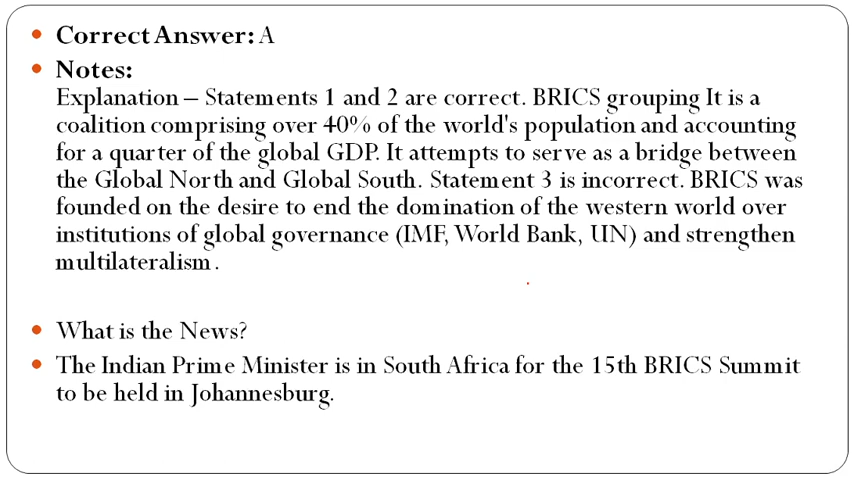 Correct Answer: A
Notes:
Explanation – Statements 1 and 2 are correct. BRICS grouping It is a
coalition comprising over 40% of the world's population and accounting
for a quarter of the global GDP. It attempts to serve as a bridge between
the Global North and Global South. Statement 3 is incorrect. BRICS was
founded on the desire to end the domination of the western world over
institutions of global governance (IMF, World Bank, UN) and strengthen
multilateralism.
What is the News?
The Indian Prime Minister is in South Africa for the 15th BRICS Summit
to be held in Johannesburg.